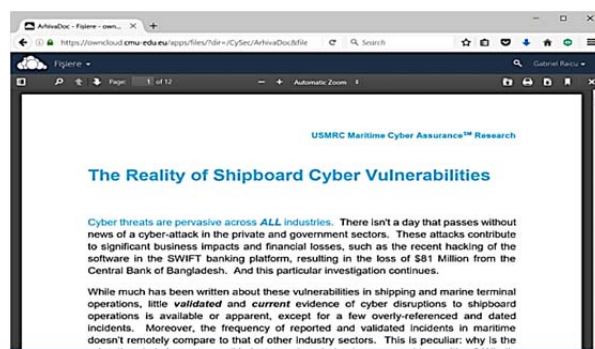 ArhivaDoc - Fișiere - own...
https://owncloud.cmu-edu.eu/apps/files/?dir=/CySec/ArhivaDoc&file
Search
Fișiere
Gabriel Raicu
Page: 1 of 12
Automatic Zoom
USMRC Maritime Cyber Assurance℠ Research
The Reality of Shipboard Cyber Vulnerabilities
Cyber threats are pervasive across ALL industries. There isn't a day that passes without
news of a cyber-attack in the private and government sectors. These attacks contribute
to significant business impacts and financial losses, such as the recent hacking of the
software in the SWIFT banking platform, resulting in the loss of $81 Million from the
Central Bank of Bangladesh. And this particular investigation continues.
While much has been written about these vulnerabilities in shipping and marine terminal
operations, little validated and current evidence of cyber disruptions to shipboard
operations is available or apparent, except for a few overly-referenced and dated
incidents. Moreover, the frequency of reported and validated incidents in maritime
doesn't remotely compare to that of other Industry sectors. This is peculiar: why is the